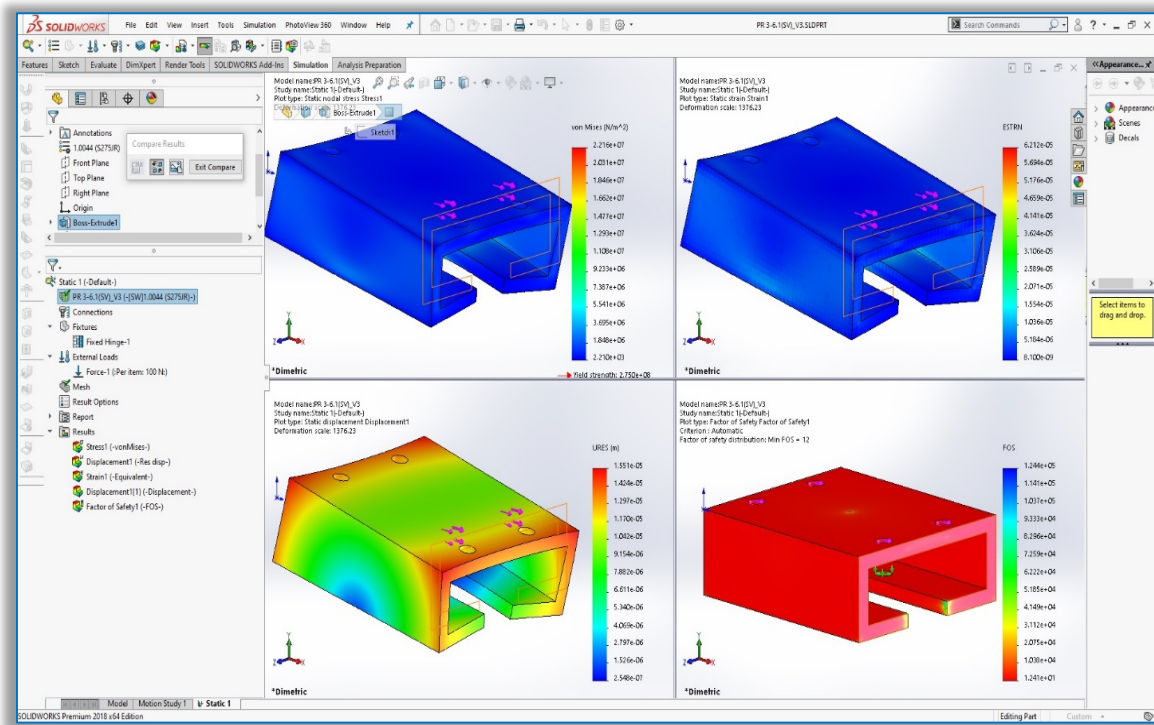 SOLIDWORKS File Edit View Insert Tools Simulation PhotoView 360 Window Help PR 3-6.1(SV)_V3.SLDPRT Search Commands
Features Sketch Evaluate DimXpert Render Tools SOLIDWORKS Add-Ins Simulation Analysis Preparation
Annotations
1.0044 (S275JR)
Front Plane
Top Plane
Right Plane
Origin
Boss-Extrude1
Compare Results
Exit Compare
Static 1 (-Default-)
PR 3-6.1(SV)_V3 (-[SW]1.0044 (S275JR)-)
Connections
Fixtures
Fixed Hinge-1
External Loads
Force-1 (:Per item: 100 N:)
Mesh
Result Options
Report
Results
Stress1 (-vonMises-)
Displacement1 (-Res disp-)
Strain1 (-Equivalent-)
Displacement1[1] (-Displacement-)
Factor of Safety1 (-FOS-)
Model name:PR 3-6.1(SV)_V3
Study name:Static 1(-Default-)
Plot type: Static nodal stress Stress1
Deformation scale: 1376.23
Boss-Extrude1
Sketch1
von Mises (N/m^2)
2.216e+07
2.031e+07
1.846e+07
1.662e+07
1.477e+07
1.293e+07
1.108e+07
9.233e+06
7.387e+06
5.541e+06
3.695e+06
1.848e+06
2.210e+03
Yield strength: 2.750e+08
*Dimetric
Model name:PR 3-6.1(SV)_V3
Study name:Static 1(-Default-)
Plot type: Static strain Strain1
Deformation scale: 1376.23
ESTRN
6.212e-05
5.694e-05
5.176e-05
4.659e-05
4.141e-05
3.624e-05
3.106e-05
2.589e-05
2.071e-05
1.554e-05
1.036e-05
5.184e-06
8.100e-09
*Dimetric
Model name:PR 3-6.1(SV)_V3
Study name:Static 1(-Default-)
Plot type: Static displacement Displacement1
Deformation scale: 1376.23
URES (m)
1.551e-05
1.424e-05
1.297e-05
1.170e-05
1.042e-05
9.154e-06
7.882e-06
6.611e-06
5.340e-06
4.069e-06
2.797e-06
1.526e-06
2.548e-07
*Dimetric
Model name:PR 3-6.1(SV)_V3
Study name:Static 1(-Default-)
Plot type: Factor of Safety Factor of Safety1
Criterion : Automatic
Factor of safety distribution: Min FOS = 12
FOS
1.244e+05
1.141e+05
1.037e+05
9.333e+04
8.296e+04
7.259e+04
6.222e+04
5.185e+04
4.149e+04
3.112e+04
2.075e+04
1.038e+04
1.241e+01
*Dimetric
Appearance...
Appearance
Scenes
Decals
Select items to
drag and drop.
Model Motion Study 1 Static 1
SOLIDWORKS Premium 2018 x64 Edition Editing Part Custom